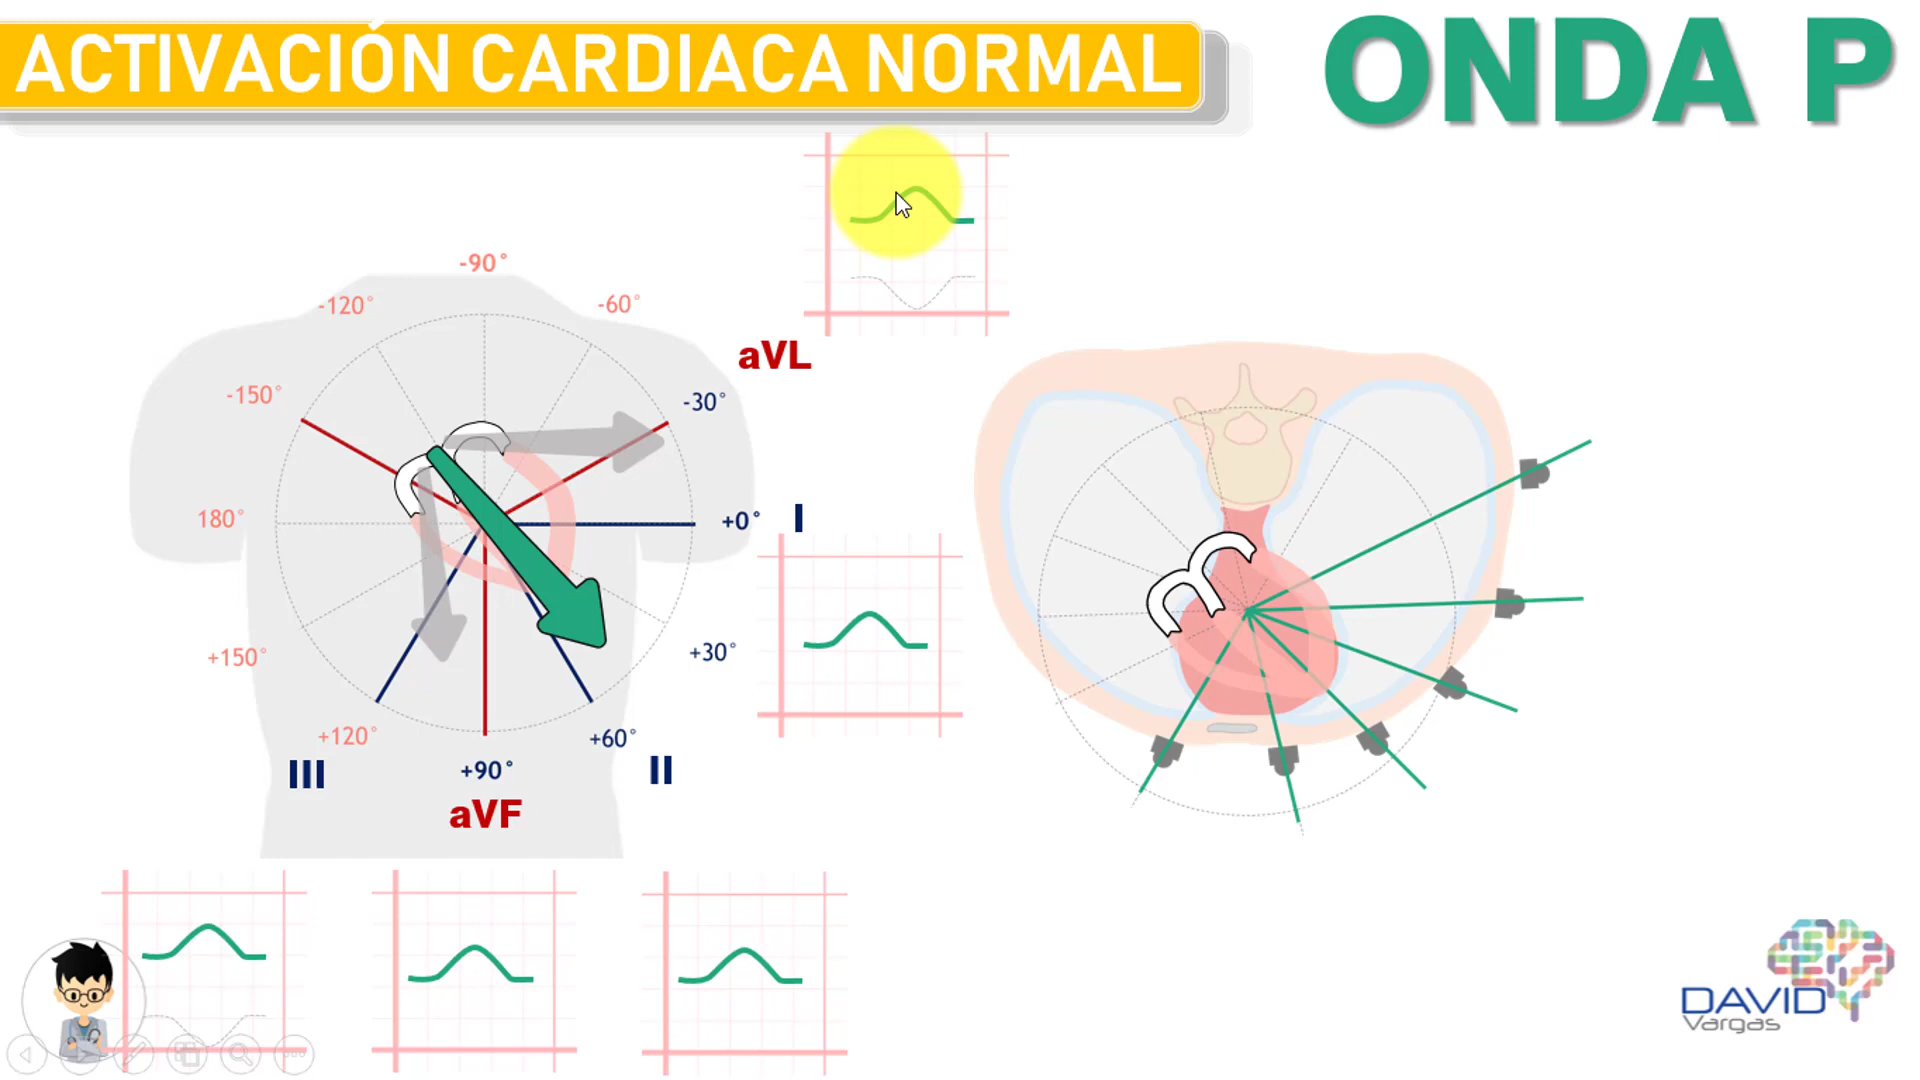 ACTIVACIÓN CARDIACA NORMAL
ONDA P
-90°
-120°
-60°
aVL
-150°
-30°
180°
+0°
I
+150°
+30°
+120°
+60°
III
+90°
II
aVF
DAVID
Vargas